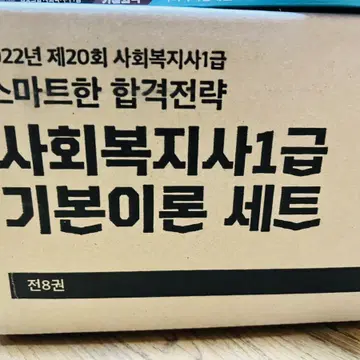 2022년 제20회 사회복지사1급
스마트한 합격전략
사회복지사1급
기본이론 세트
전8권